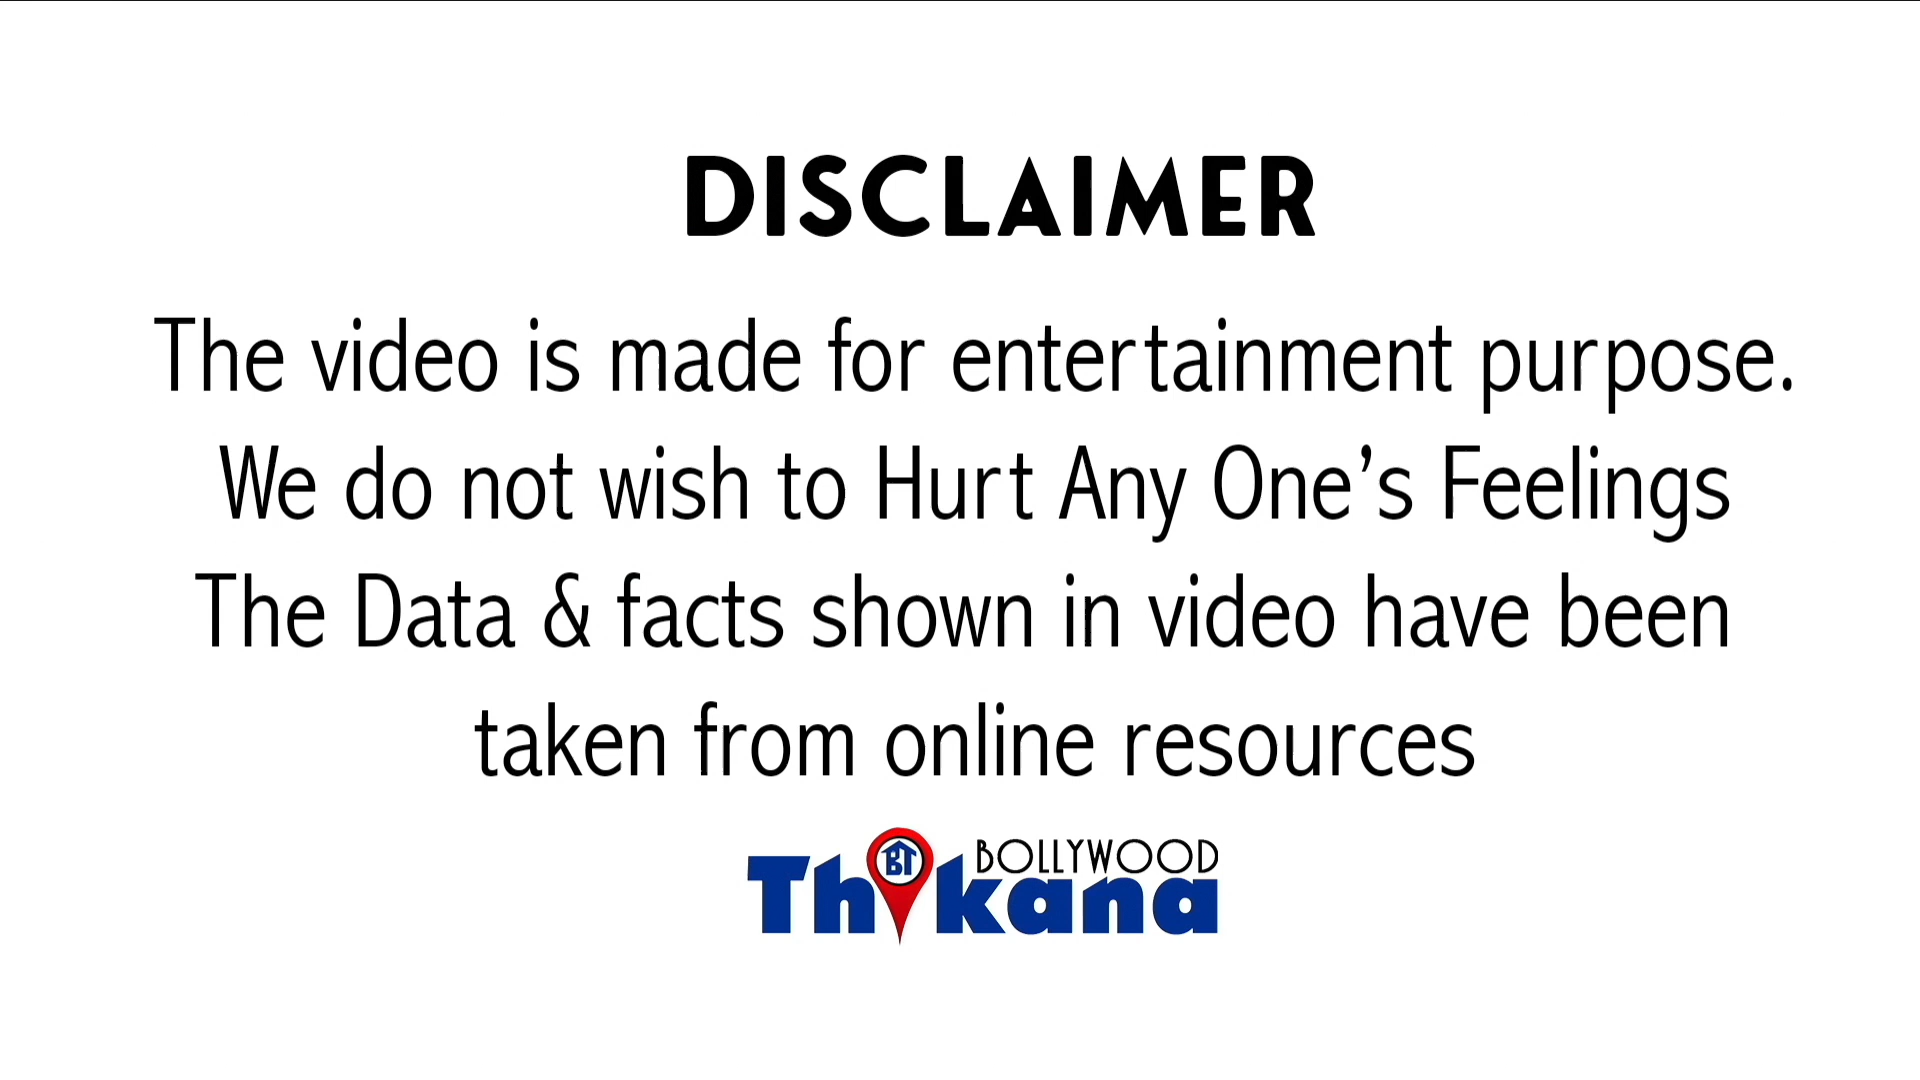 DISCLAIMER
The video is made for entertainment purpose.
We do not wish to Hurt Any One’s Feelings
The Data & facts shown in video have been
taken from online resources
BT
BOLLYWOOD
Thikana